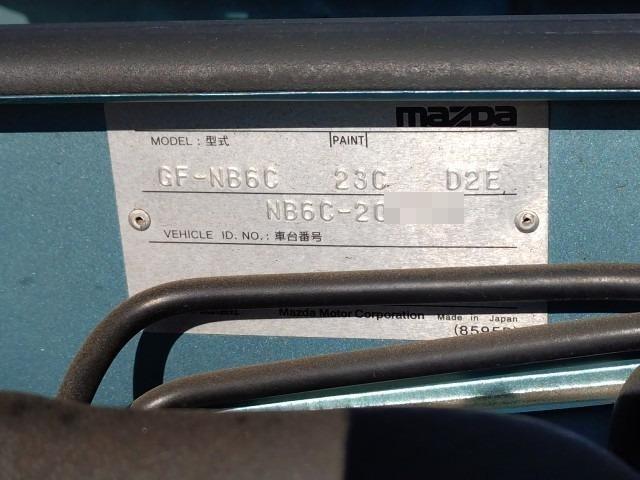 mazda
MODEL : 型式 PAINT
GF-NB6C 23C D2E
NB6C-20
VEHICLE ID. NO. : 車台番号
Mazda Motor Corporation Made in Japan